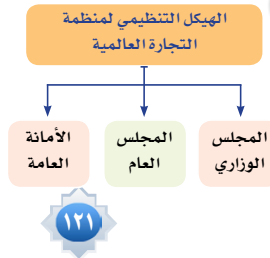 الهيكل التنظيمي لمنظمة
التجارة العالمية
المجلس
الوزاري
المجلس
العام
الأمانة
العامة
١٢١